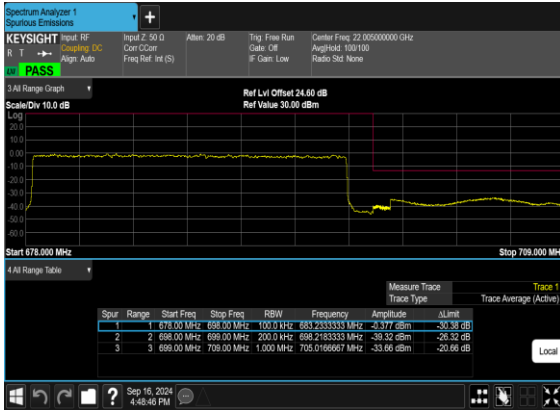 Spectrum Analyzer 1
Spurious Emissions
+
KEYSIGHT Input: RF Input Z: 50 Ω Atten: 20 dB Trig: Free Run Center Freq: 22.005000000 GHz
R T Coupling: DC Corr CCorr Gate: Off Avg|Hold: 100/100
Align: Auto Freq Ref: Int (S) IF Gain: Low Radio Std: None
PASS
3 All Range Graph
Ref Lvl Offset 24.60 dB
Scale/Div 10.0 dB Ref Value 30.00 dBm
Log
20.0
10.0
0.00
-10.0
-20.0
-30.0
-40.0
-50.0
-60.0
Start 678.000 MHz Stop 709.000 MH
4 All Range Table
Measure Trace Trace 1
Trace Type Trace Average (Active)
Spur Range Start Freq Stop Freq RBW Frequency Amplitude ΔLimit
1 1 678.00 MHz 698.00 MHz 100.0 kHz 683.2333333 MHz -0.377 dBm -30.38 dB
2 2 698.00 MHz 699.00 MHz 200.0 kHz 698.2183333 MHz -39.32 dBm -26.32 dB
3 3 699.00 MHz 709.00 MHz 1.000 MHz 705.0166667 MHz -33.66 dBm -20.66 dB
Local
? Sep 16, 2024
4:48:46 PM